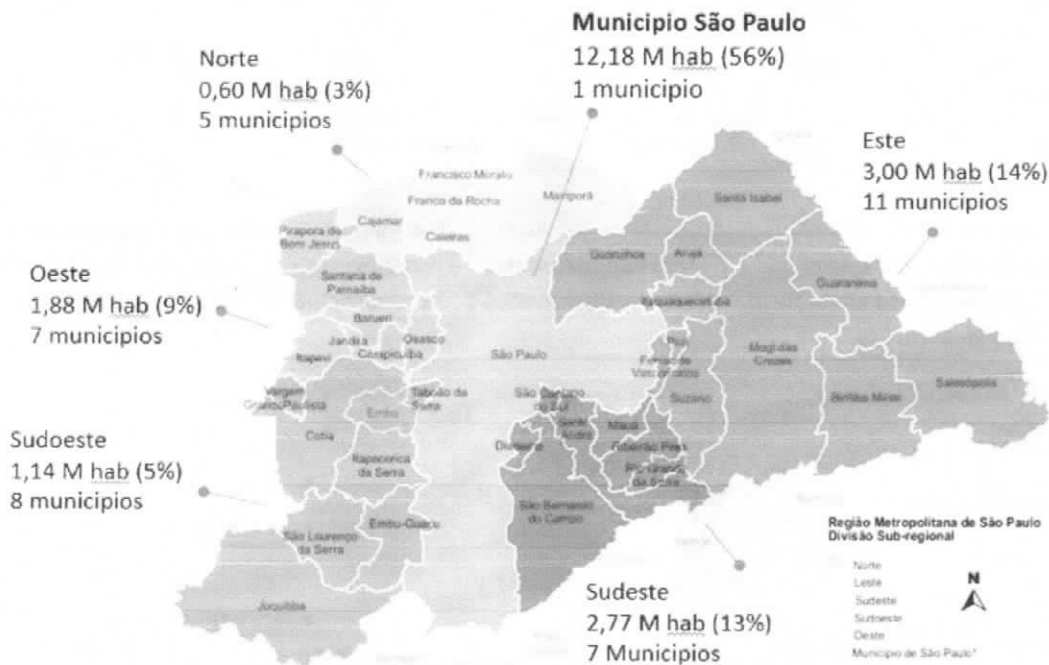 Municipio São Paulo
12,18 M hab (56%)
1 municipio
Norte
0,60 M hab (3%)
5 municipios
Este
3,00 M hab (14%)
11 municipios
Oeste
1,88 M hab (9%)
7 municipios
Sudoeste
1,14 M hab (5%)
8 municipios
Sudeste
2,77 M hab (13%)
7 Municipios
Francisco Morato
Franco da Rocha
Mairiporã
Cajamar
Caieiras
Pirapora do
Bom Jesus
Santana de
Parnaíba
Barueri
Jandira
Osasco
Carapicuíba
Itapevi
Vargem
Grande Paulista
Taboão da
Serra
Embu
Cotia
Itapecerica
da Serra
Embu-Guaçu
São Lourenço
da Serra
Juquitiba
São Paulo
Guarulhos
Arujá
Santa Isabel
Itaquaquecetuba
Guararema
Poá
Ferraz de
Vasconcelos
Suzano
Mogi das
Cruzes
Biritiba Mirim
Salesópolis
São Caetano
do Sul
Santo
André
Mauá
Diadema
Ribeirão Pires
Rio Grande
da Serra
São Bernardo
do Campo
Região Metropolitana de São Paulo
Divisão Sub-regional
Norte
Leste
Sudeste
Sudoeste
Oeste
Municipio de São Paulo*
N